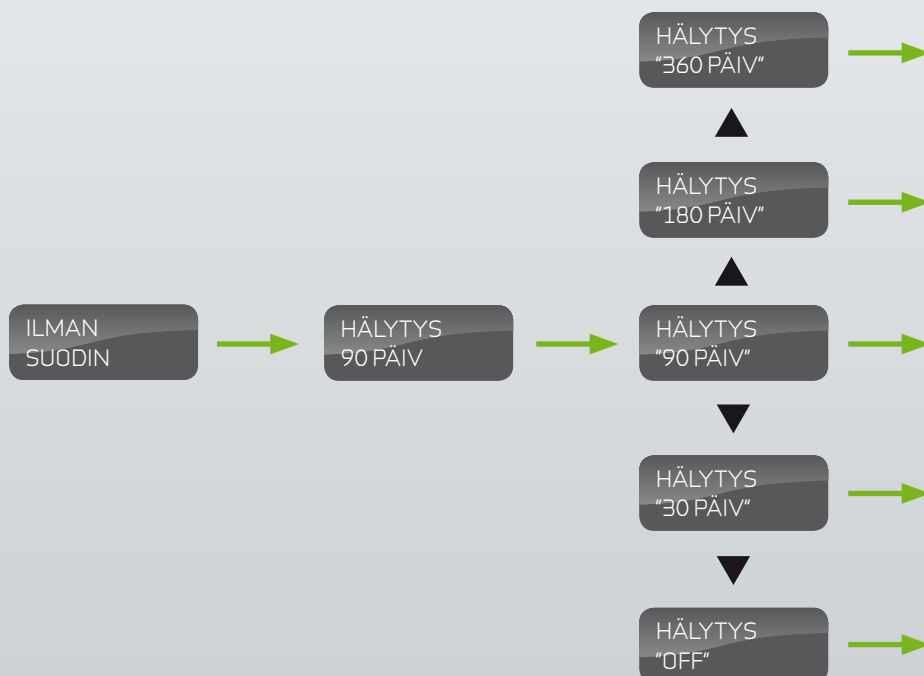 HÄLYTYS
"360 PÄIV"
HÄLYTYS
"180 PÄIV"
ILMAN
SUODIN
HÄLYTYS
90 PÄIV
HÄLYTYS
"90 PÄIV"
HÄLYTYS
"30 PÄIV"
HÄLYTYS
"OFF"